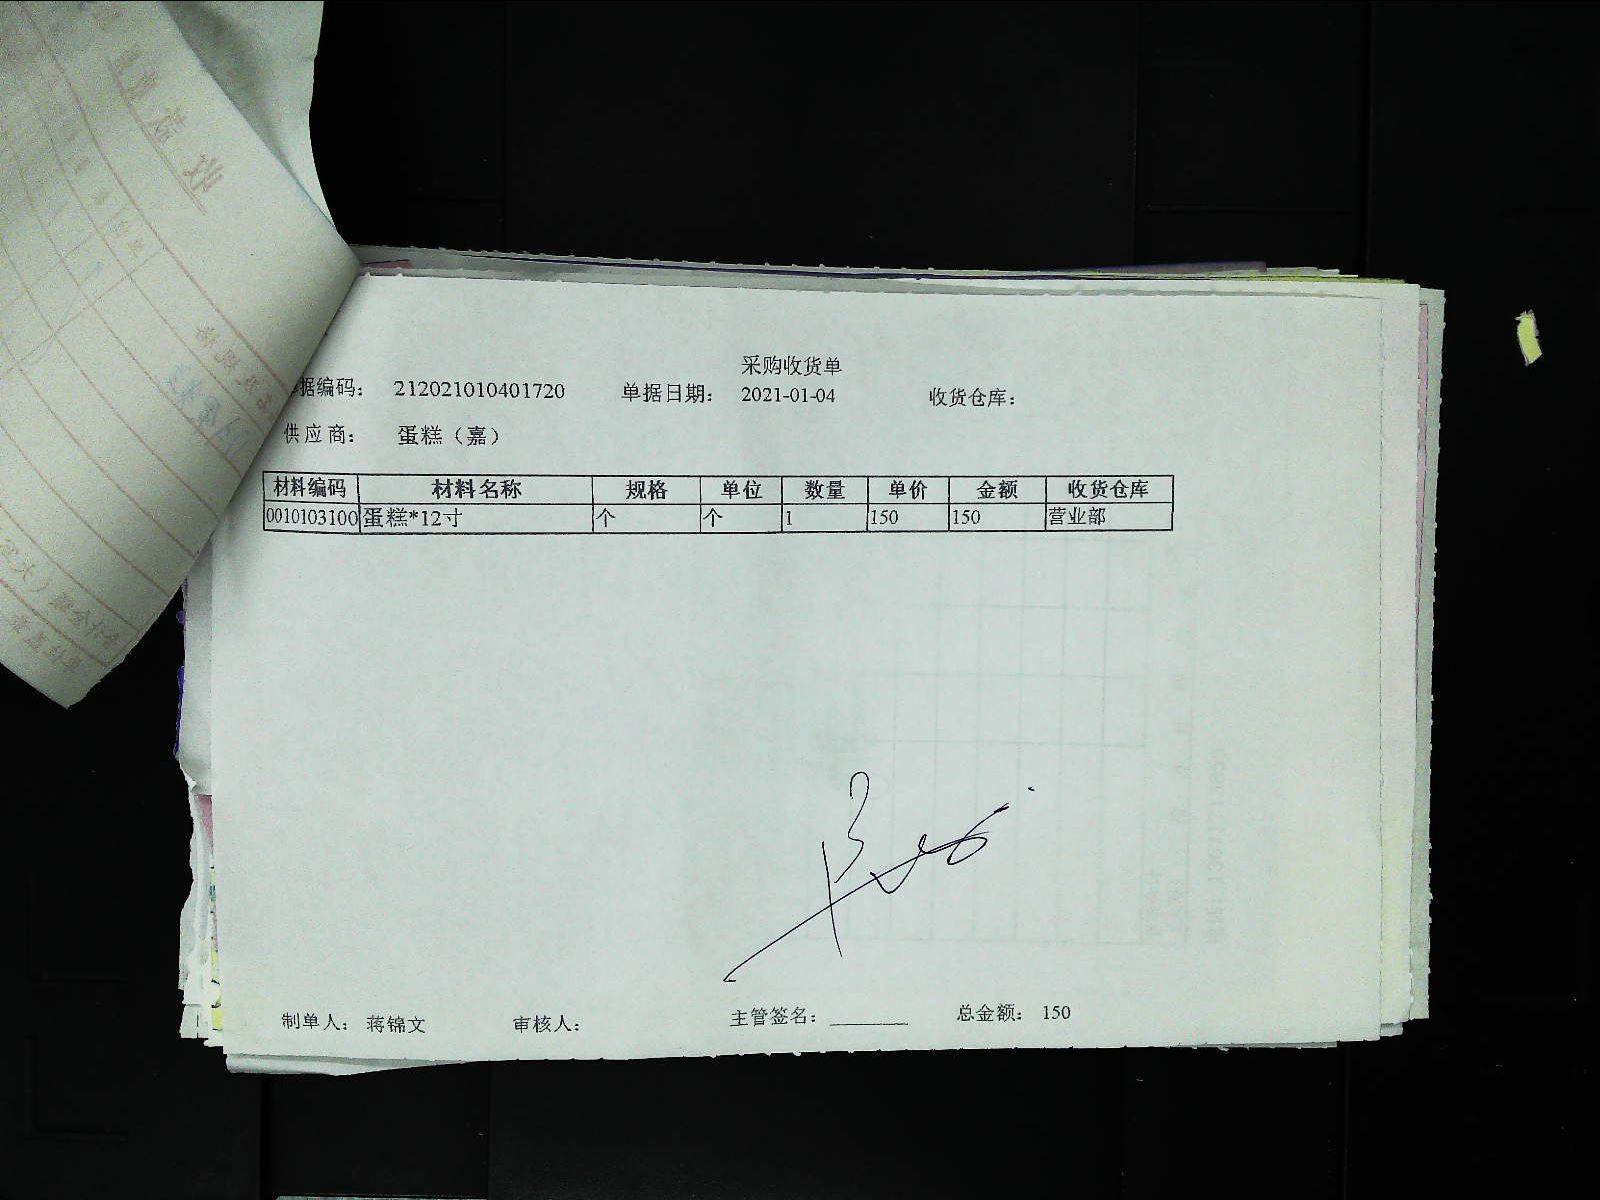 采购收货单
单据编码： 212021010401720 单据日期： 2021-01-04 收货仓库：
供应商： 蛋糕（嘉）
材料编码 材料名称 规格 单位 数量 单价 金额 收货仓库
0010103100 蛋糕*12寸 个 个 1 150 150 营业部
制单人： 蒋锦文 审核人： 主管签名： ________ 总金额： 150